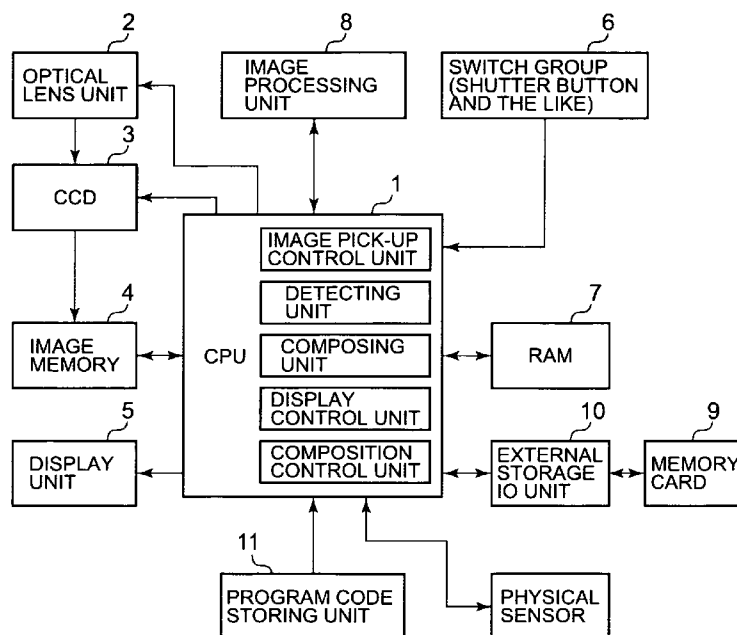 2
8
6
OPTICAL
LENS UNIT
IMAGE
PROCESSING
UNIT
SWITCH GROUP
(SHUTTER BUTTON
AND THE LIKE)
3
CCD
1
CPU
IMAGE PICK-UP
CONTROL UNIT
DETECTING
UNIT
COMPOSING
UNIT
DISPLAY
CONTROL UNIT
COMPOSITION
CONTROL UNIT
4
IMAGE
MEMORY
7
RAM
5
DISPLAY
UNIT
10
EXTERNAL
STORAGE
IO UNIT
9
MEMORY
CARD
11
PROGRAM CODE
STORING UNIT
PHYSICAL
SENSOR